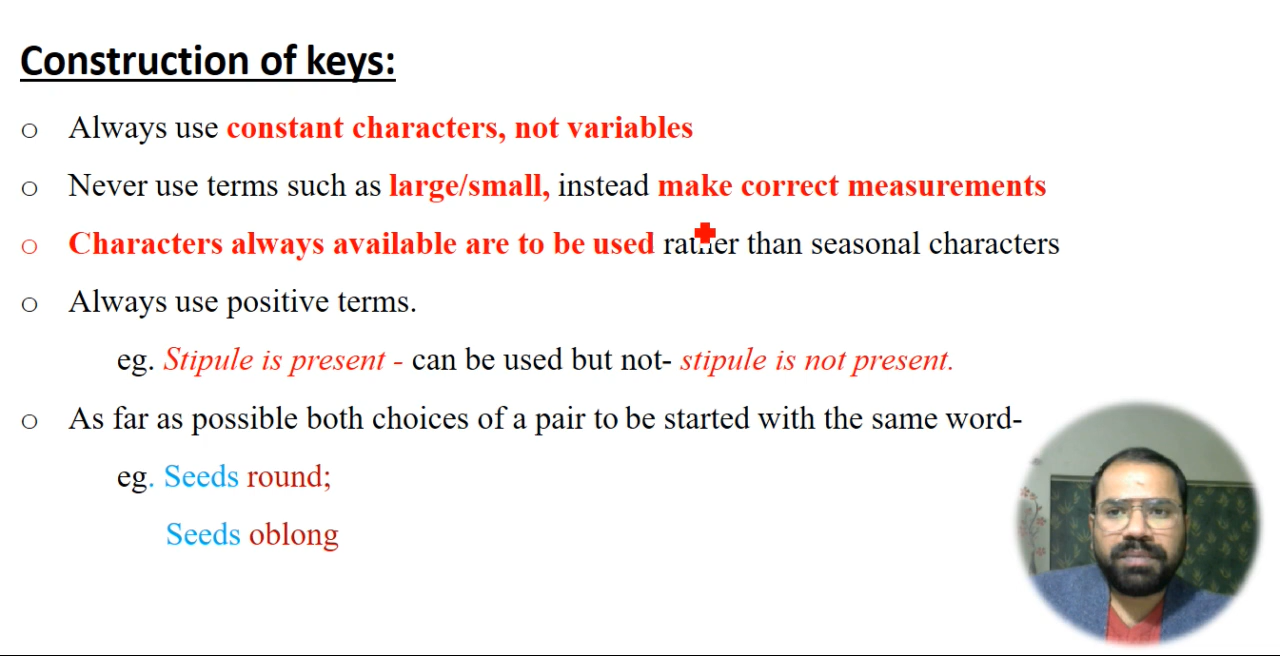 Construction of keys:
o Always use constant characters, not variables
o Never use terms such as large/small, instead make correct measurements
o Characters always available are to be used rather than seasonal characters
o Always use positive terms.
eg. Stipule is present - can be used but not- stipule is not present.
o As far as possible both choices of a pair to be started with the same word-
eg. Seeds round;
Seeds oblong